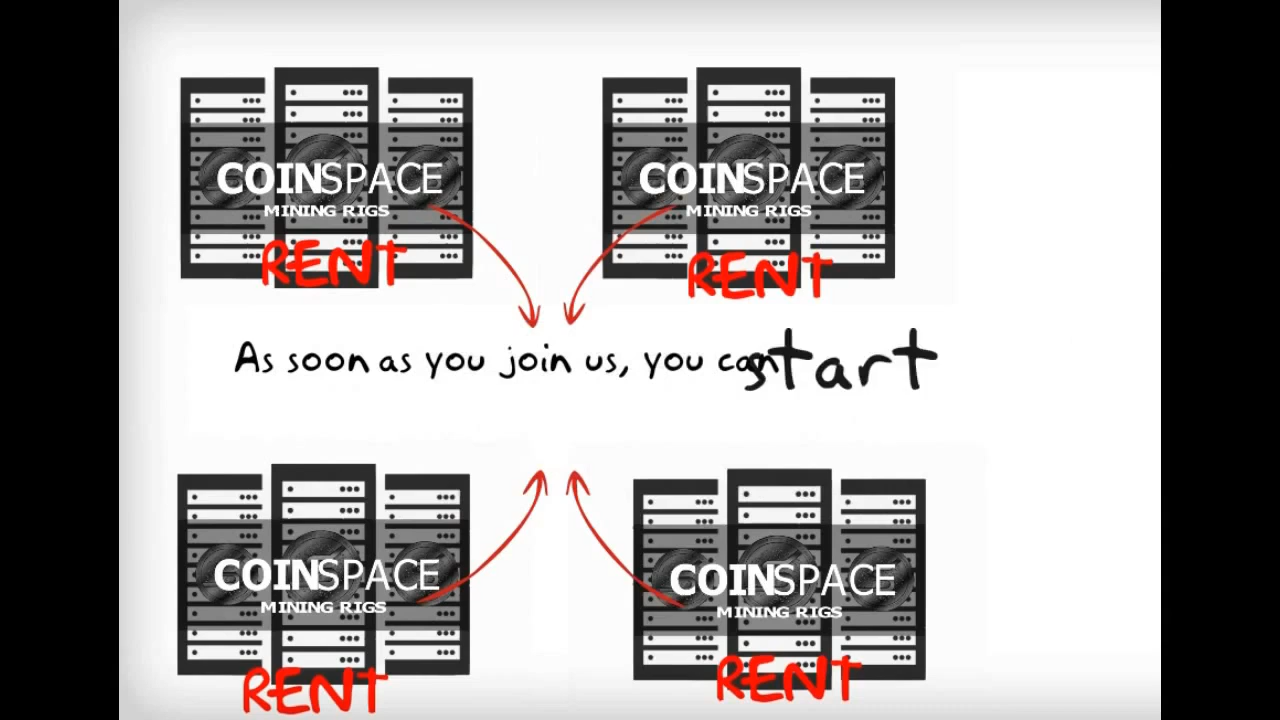 COINSPACE
MINING RIGS
RENT
COINSPACE
MINING RIGS
RENT
As soon as you join us, you can start
COINSPACE
MINING RIGS
RENT
COINSPACE
MINING RIGS
RENT